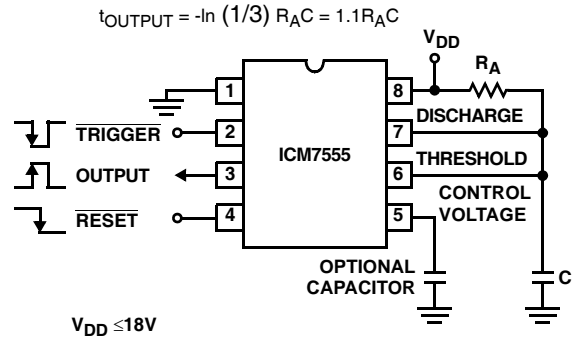 tOUTPUT = -ln (1/3) RAC = 1.1RAC
VDD
RA
1
8
DISCHARGE
TRIGGER
2
7
ICM7555
OUTPUT
3
6
THRESHOLD
CONTROL
VOLTAGE
RESET
4
5
OPTIONAL
CAPACITOR
C
VDD ≤18V